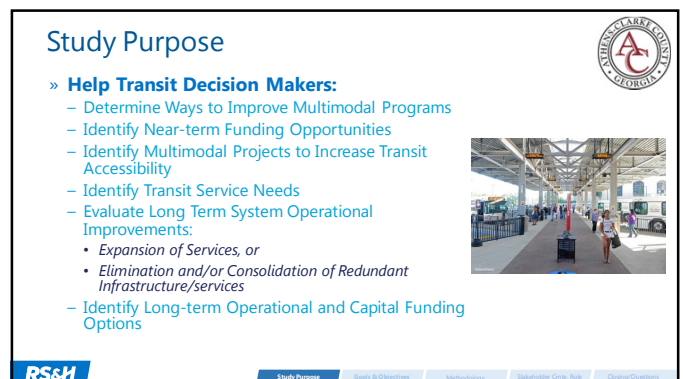 Study Purpose
ATHENS-CLARKE COUNTY
AC
GEORGIA
» Help Transit Decision Makers:
– Determine Ways to Improve Multimodal Programs
– Identify Near-term Funding Opportunities
– Identify Multimodal Projects to Increase Transit
Accessibility
– Identify Transit Service Needs
– Evaluate Long Term System Operational
Improvements:
• Expansion of Services, or
• Elimination and/or Consolidation of Redundant
Infrastructure/services
– Identify Long-term Operational and Capital Funding
Options
RS&H
Study Purpose
Goals & Objectives
Methodology
Stakeholder Cmte. Role
Closing/Questions